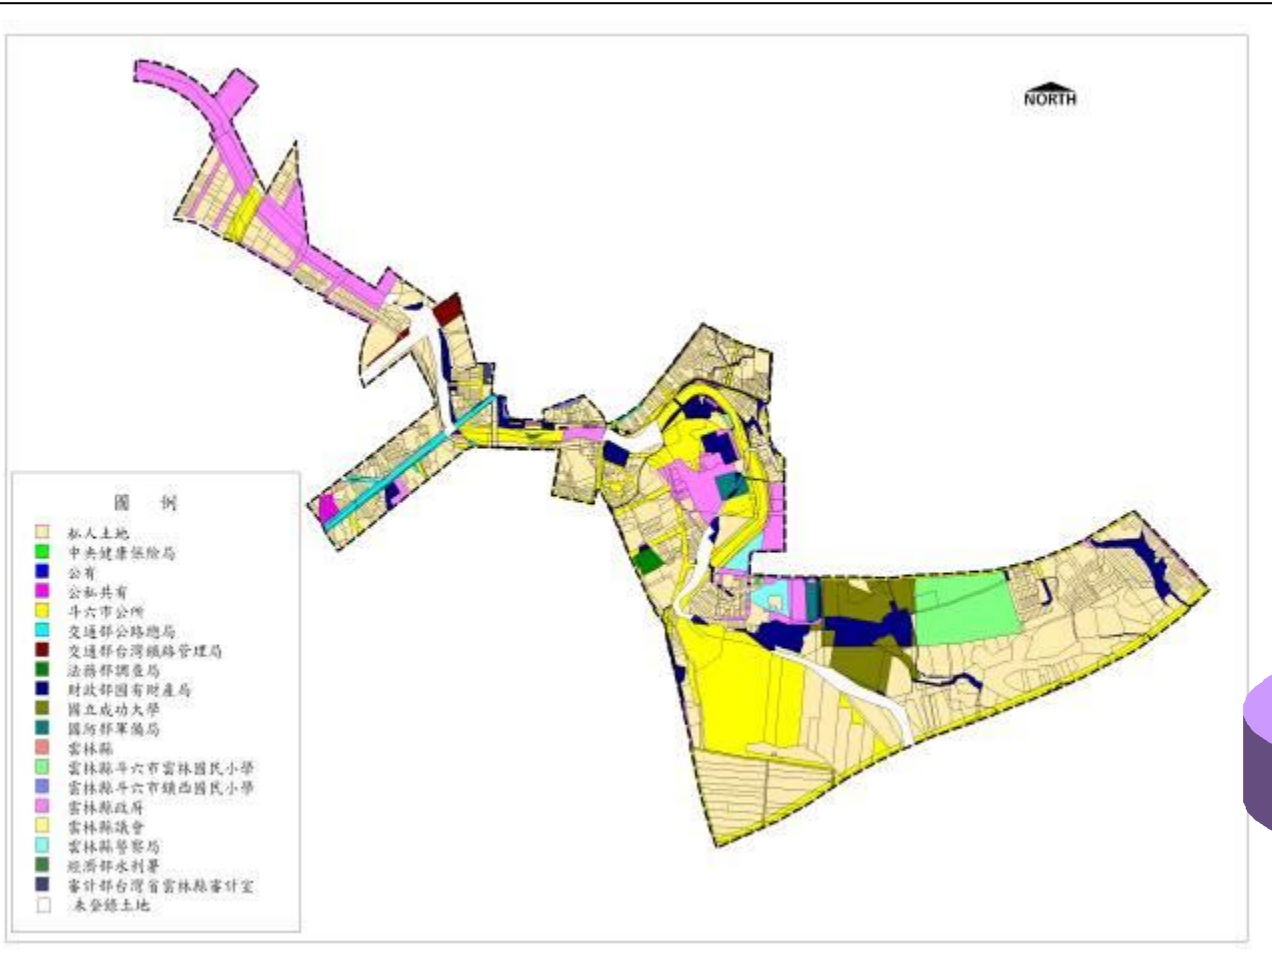 NORTH
圖 例
私人土地
中央健康保險局
公有
公私共有
斗六市公所
交通部公路總局
交通部台灣鐵路管理局
法務部調查局
財政部國有財產局
國立成功大學
國防部軍備局
雲林縣
雲林縣斗六市雲林國民小學
雲林縣斗六市鎮西國民小學
雲林縣政府
雲林縣議會
雲林縣警察局
經濟部水利署
審計部台灣省雲林縣審計室
未登錄土地